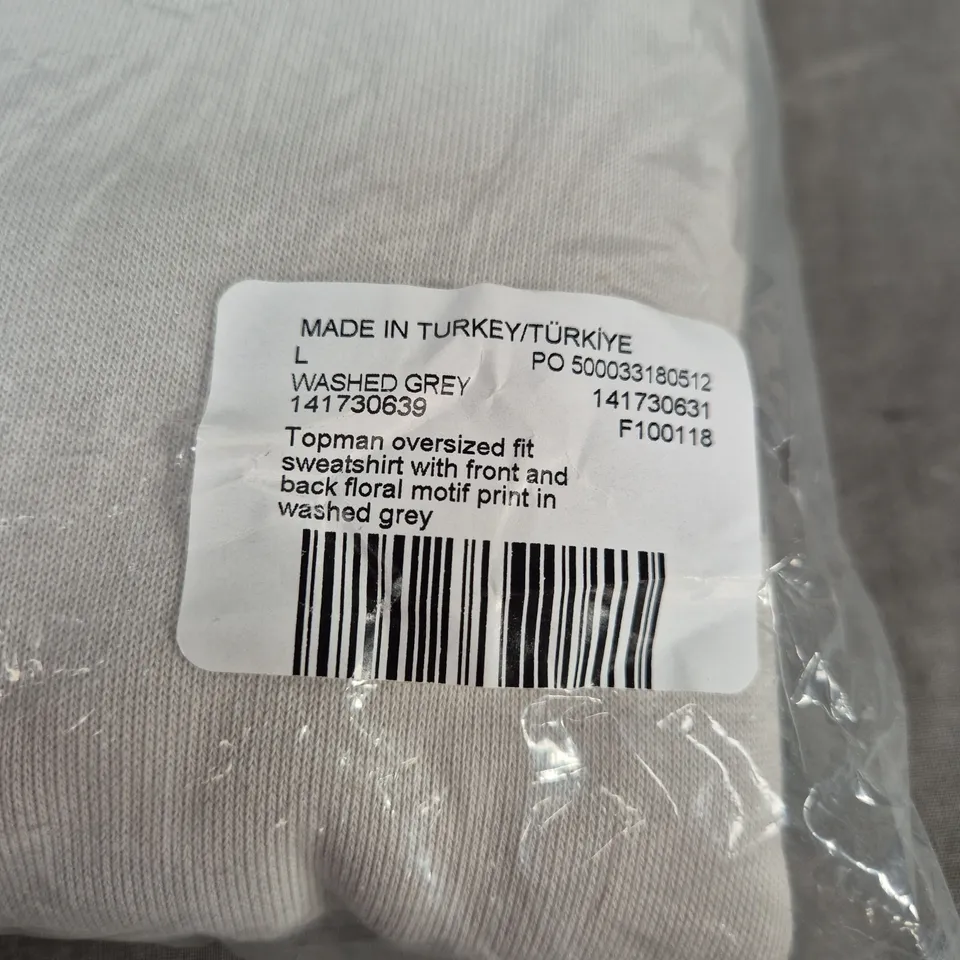 MADE IN TURKEY/TÜRKİYE
L PO 500033180512
WASHED GREY 141730631
141730639 F100118
Topman oversized fit
sweatshirt with front and
back floral motif print in
washed grey